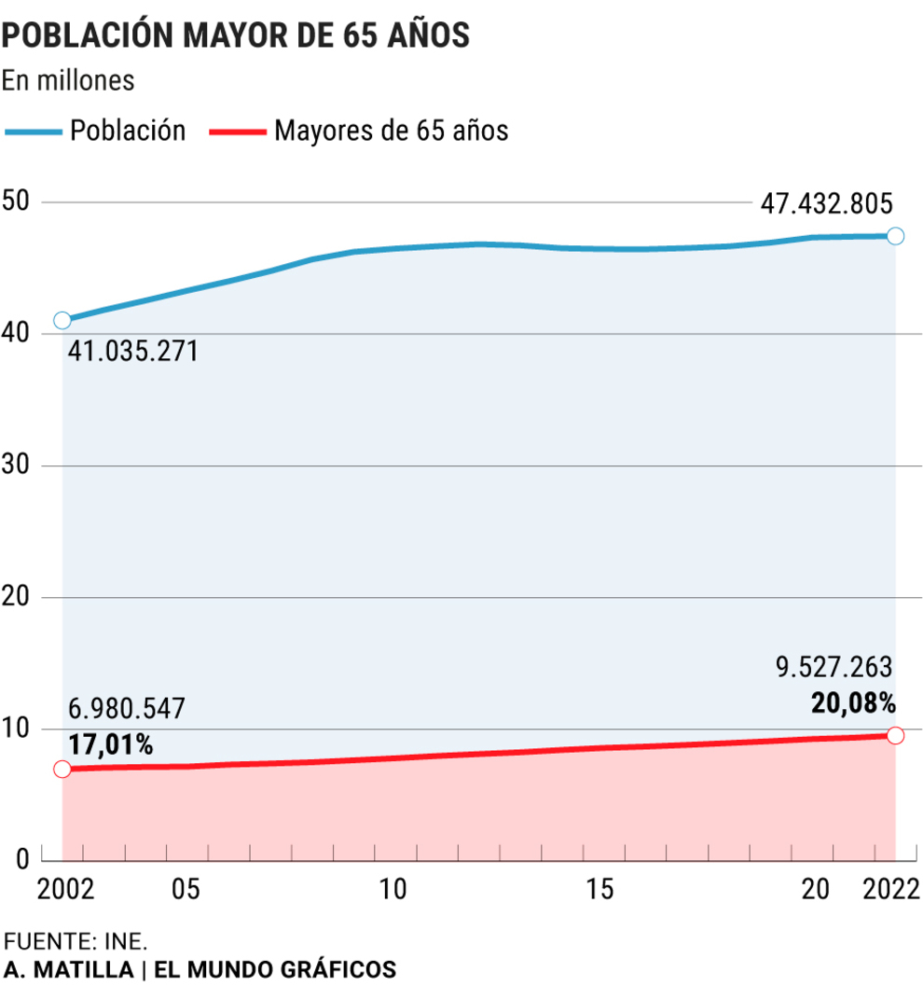 POBLACIÓN MAYOR DE 65 AÑOS
En millones
Población Mayores de 65 años
50
47.432.805
40
41.035.271
30
20
9.527.263
20,08%
6.980.547
10
17,01%
0
2002 05 10 15 20 2022
FUENTE: INE.
A. MATILLA | EL MUNDO GRÁFICOS